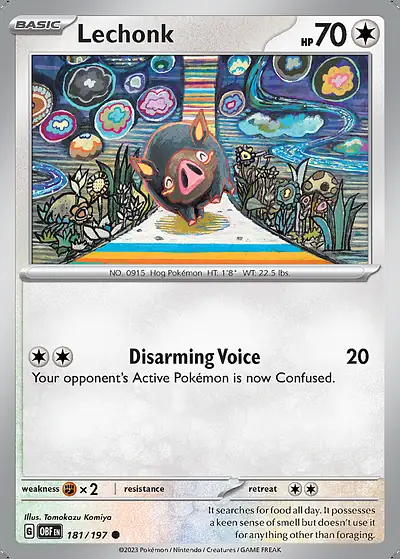 BASIC Lechonk HP 70
NO. 0915 Hog Pokémon HT: 1'8" WT: 22.5 lbs.
Disarming Voice 20
Your opponent's Active Pokémon is now Confused.
weakness ×2 resistance retreat
Illus. Tomokazu Komiya
It searches for food all day. It possesses
a keen sense of smell but doesn't use it
for anything other than foraging.
G OBF EN 181/197
©2023 Pokémon / Nintendo / Creatures / GAME FREAK